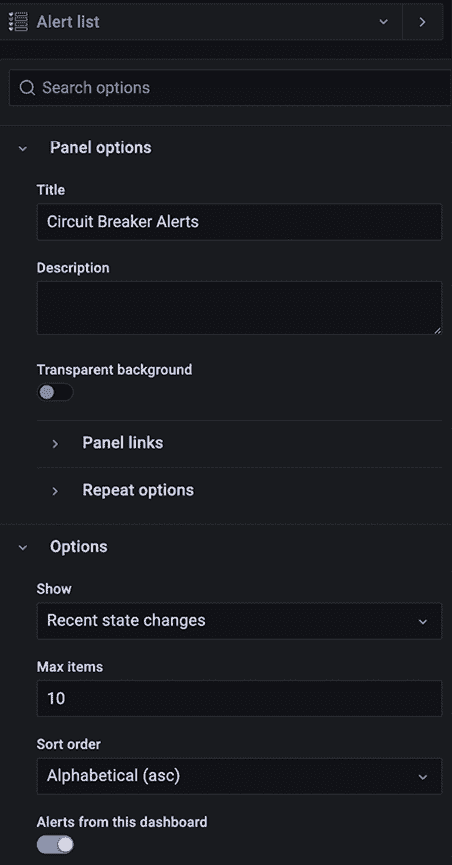 Alert list
Search options
Panel options
Title
Circuit Breaker Alerts
Description
Transparent background
Panel links
Repeat options
Options
Show
Recent state changes
Max items
10
Sort order
Alphabetical (asc)
Alerts from this dashboard